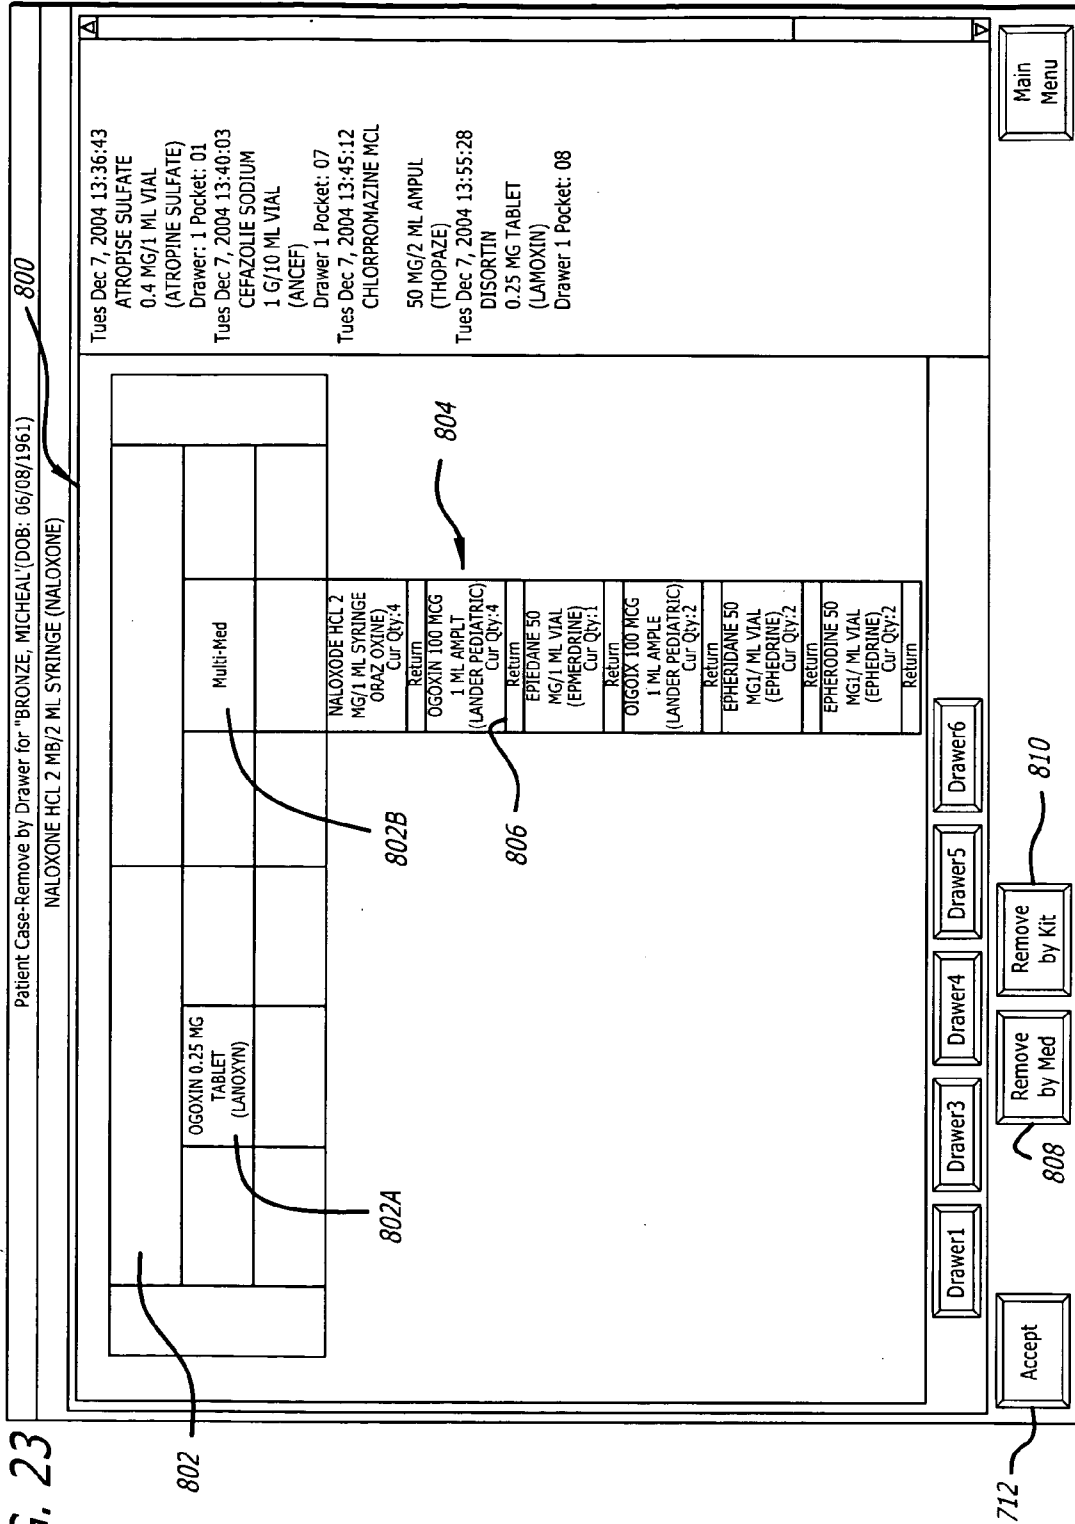 G. 23
Patient Case-Remove by Drawer for "BRONZE, MICHEAL'(DOB: 06/08/1961)
NALOXONE HCL 2 MB/2 ML SYRINGE (NALOXONE)
800
802
OGOXIN 0.25 MG
TABLET
(LANOXYN)
802A
Multi-Med
802B
NALOXODE HCL 2
MG/1 ML SYRINGE
ORAZ OXINE)
Cur Qty:4
Return
OGOXIN 100 MCG
1 ML AMPLT
(LANDER PEDIATRIC)
Cur Qty:4
Return
EPIEDANE 50
MG/1 ML VIAL
(EPMERDRINE)
Cur Qty:1
Return
OIGOIX 100 MCG
1 ML AMPLE
(LANDER PEDIATRIC)
Cur Qty:2
Return
EPHERIDANE 50
MG1/ ML VIAL
(EPHEDRINE)
Cur Qty:2
Return
EPHERODINE 50
MG1/ ML VIAL
(EPHEDRINE)
Cur Qty:2
Return
804
806
Tues Dec 7, 2004 13:36:43
ATROPISE SULFATE
0.4 MG/1 ML VIAL
(ATROPINE SULFATE)
Drawer: 1 Pocket: 01
Tues Dec 7, 2004 13:40:03
CEFAZOLIE SODIUM
1 G/10 ML VIAL
(ANCEF)
Drawer 1 Pocket: 07
Tues Dec 7, 2004 13:45:12
CHLORPROMAZINE MCL
50 MG/2 ML AMPUL
(THOPAZE)
Tues Dec 7, 2004 13:55:28
DISORTIN
0.25 MG TABLET
(LAMOXIN)
Drawer 1 Pocket: 08
Drawer1
Drawer3
Drawer4
Drawer5
Drawer6
Accept
712
Remove
by Med
808
Remove
by Kit
810
Main
Menu